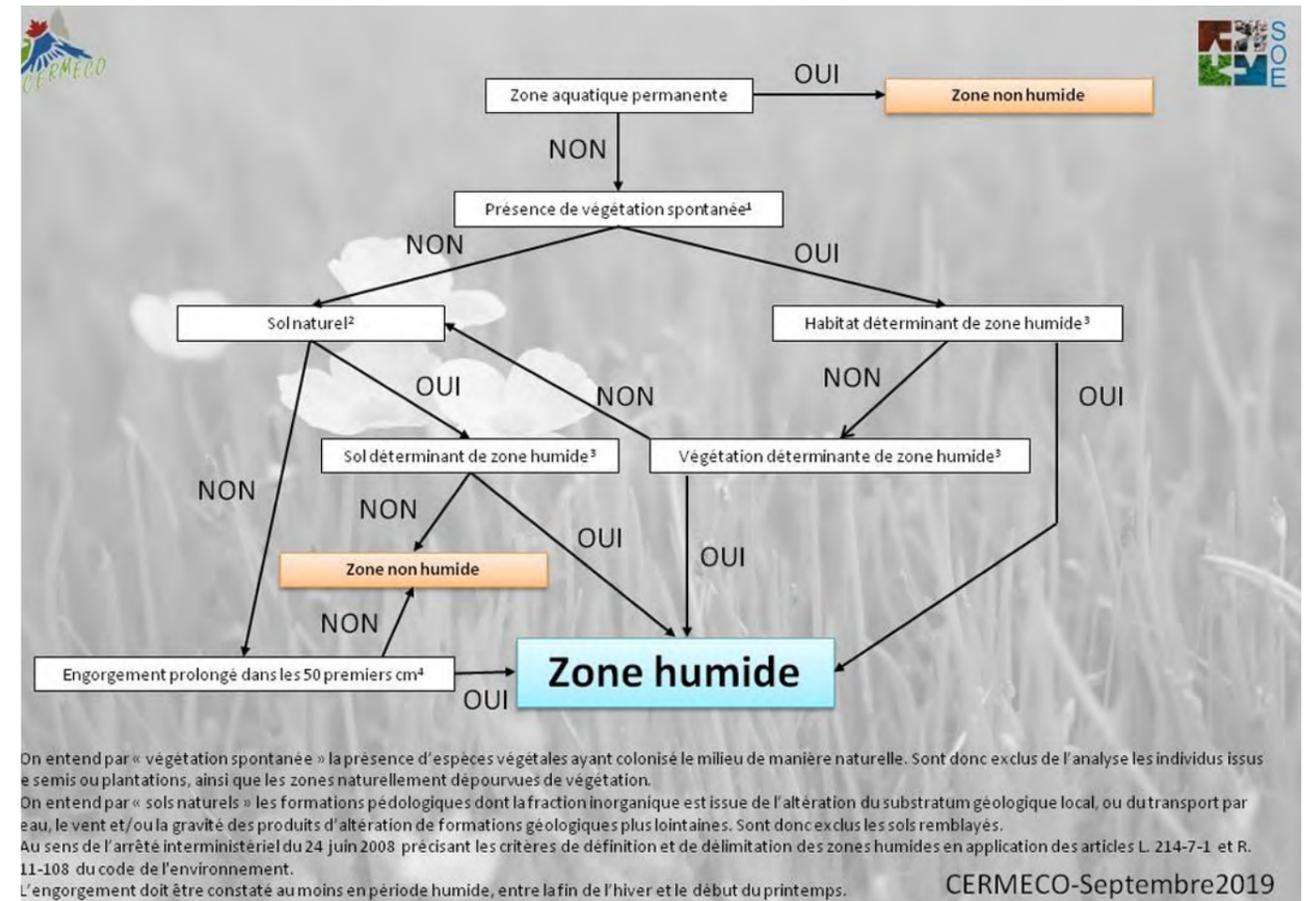 CERMECO
SOE
Zone aquatique permanente
OUI
Zone non humide
NON
Présence de végétation spontanée¹
NON
OUI
Sol naturel²
Habitat déterminant de zone humide³
OUI
NON
NON
OUI
Sol déterminant de zone humide³
Végétation déterminante de zone humide³
NON
NON
OUI
OUI
Zone non humide
NON
Engorgement prolongé dans les 50 premiers cm⁴
OUI
Zone humide
On entend par « végétation spontanée » la présence d'espèces végétales ayant colonisé le milieu de manière naturelle. Sont donc exclus de l'analyse les individus issus
e semis ou plantations, ainsi que les zones naturellement dépourvues de végétation.
On entend par « sols naturels » les formations pédologiques dont la fraction inorganique est issue de l'altération du substratum géologique local, ou du transport par
eau, le vent et/ou la gravité des produits d'altération de formations géologiques plus lointaines. Sont donc exclus les sols remblayés.
Au sens de l'arrêté interministériel du 24 juin 2008 précisant les critères de définition et de délimitation des zones humides en application des articles L. 214-7-1 et R.
11-108 du code de l'environnement.
L'engorgement doit être constaté au moins en période humide, entre la fin de l'hiver et le début du printemps.
CERMECO-Septembre2019